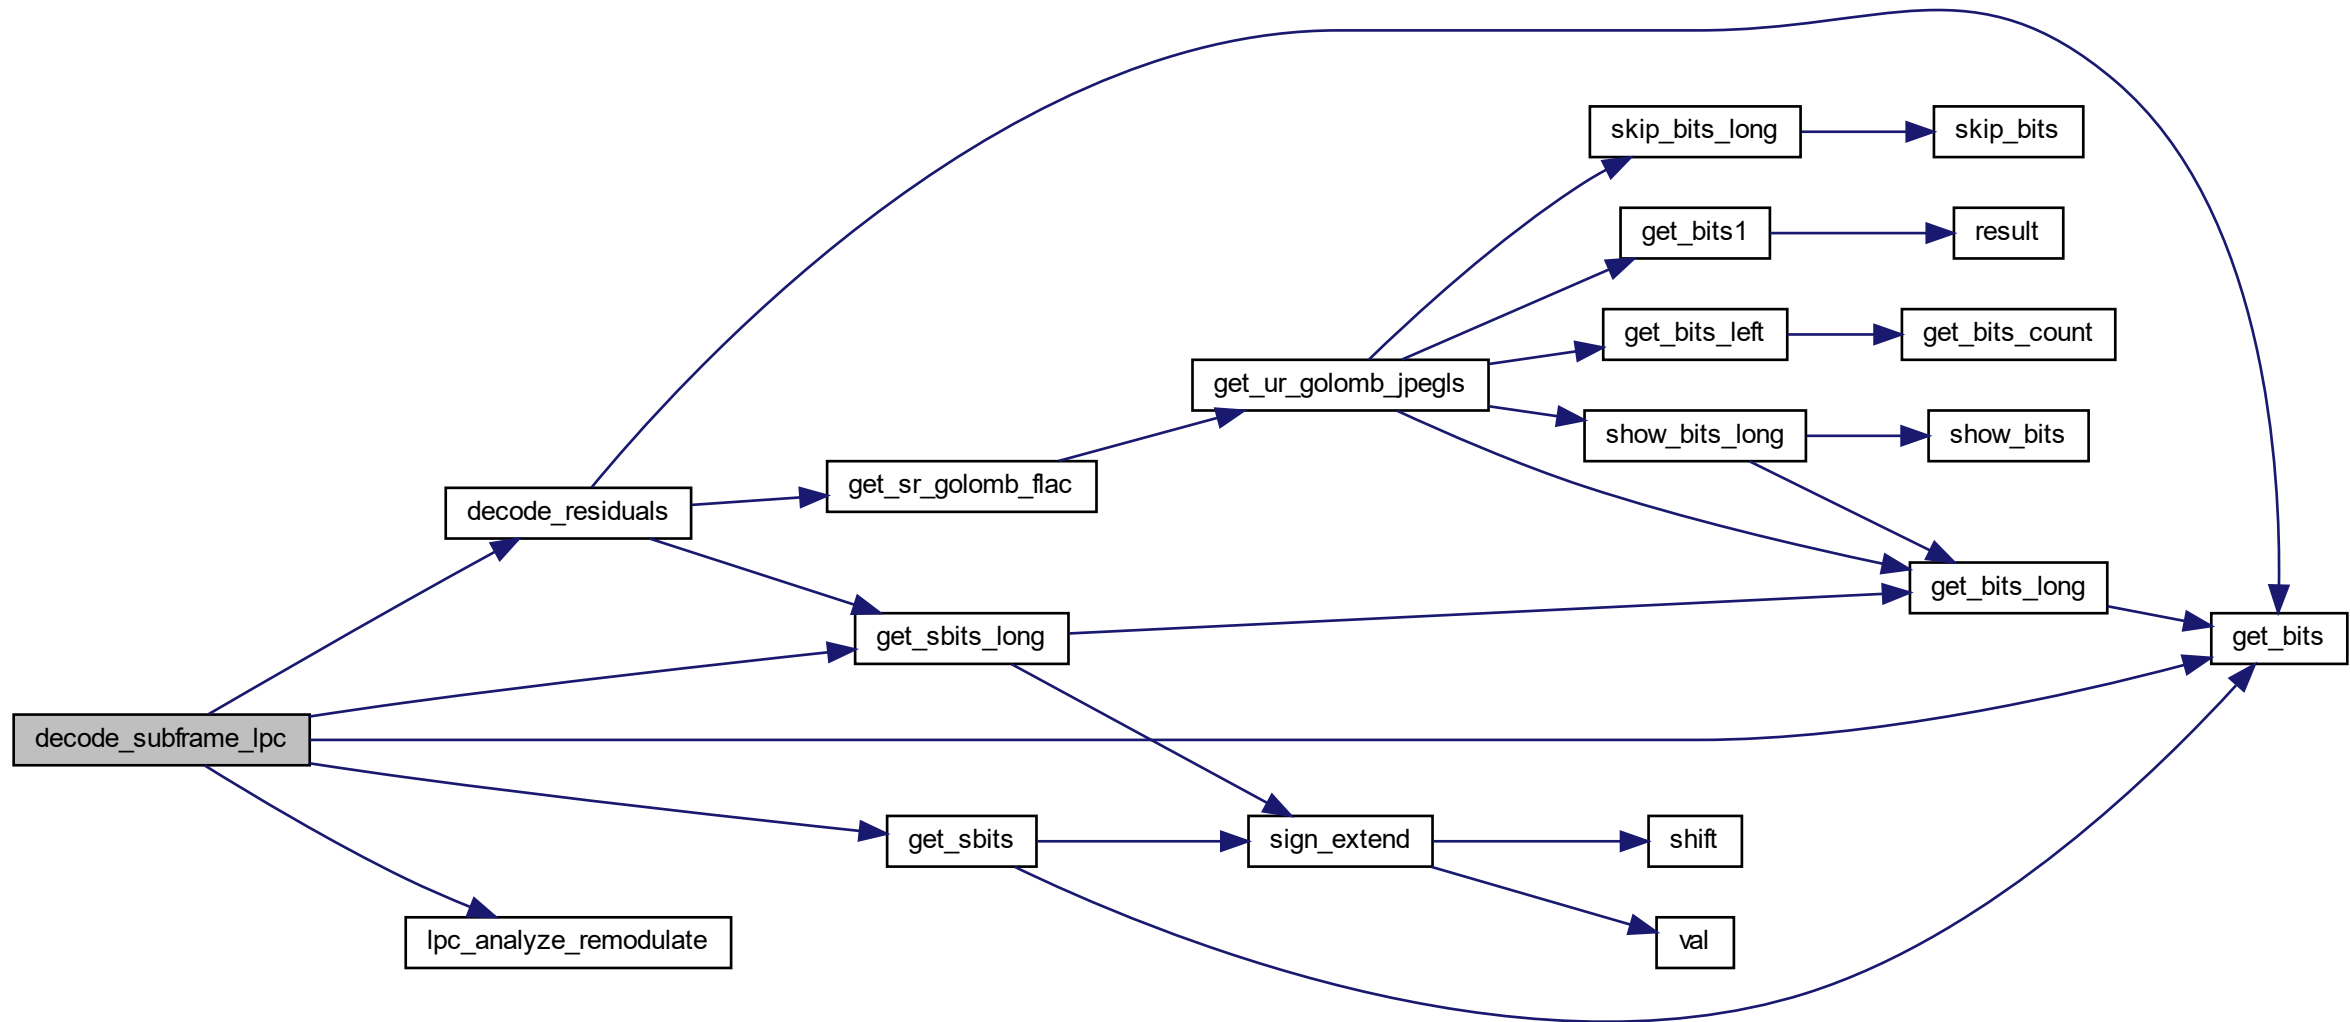 skip_bits_long
skip_bits
get_bits1
result
get_bits_left
get_bits_count
get_ur_golomb_jpegls
show_bits_long
show_bits
get_sr_golomb_flac
decode_residuals
get_bits_long
get_sbits_long
get_bits
decode_subframe_lpc
get_sbits
sign_extend
shift
lpc_analyze_remodulate
val